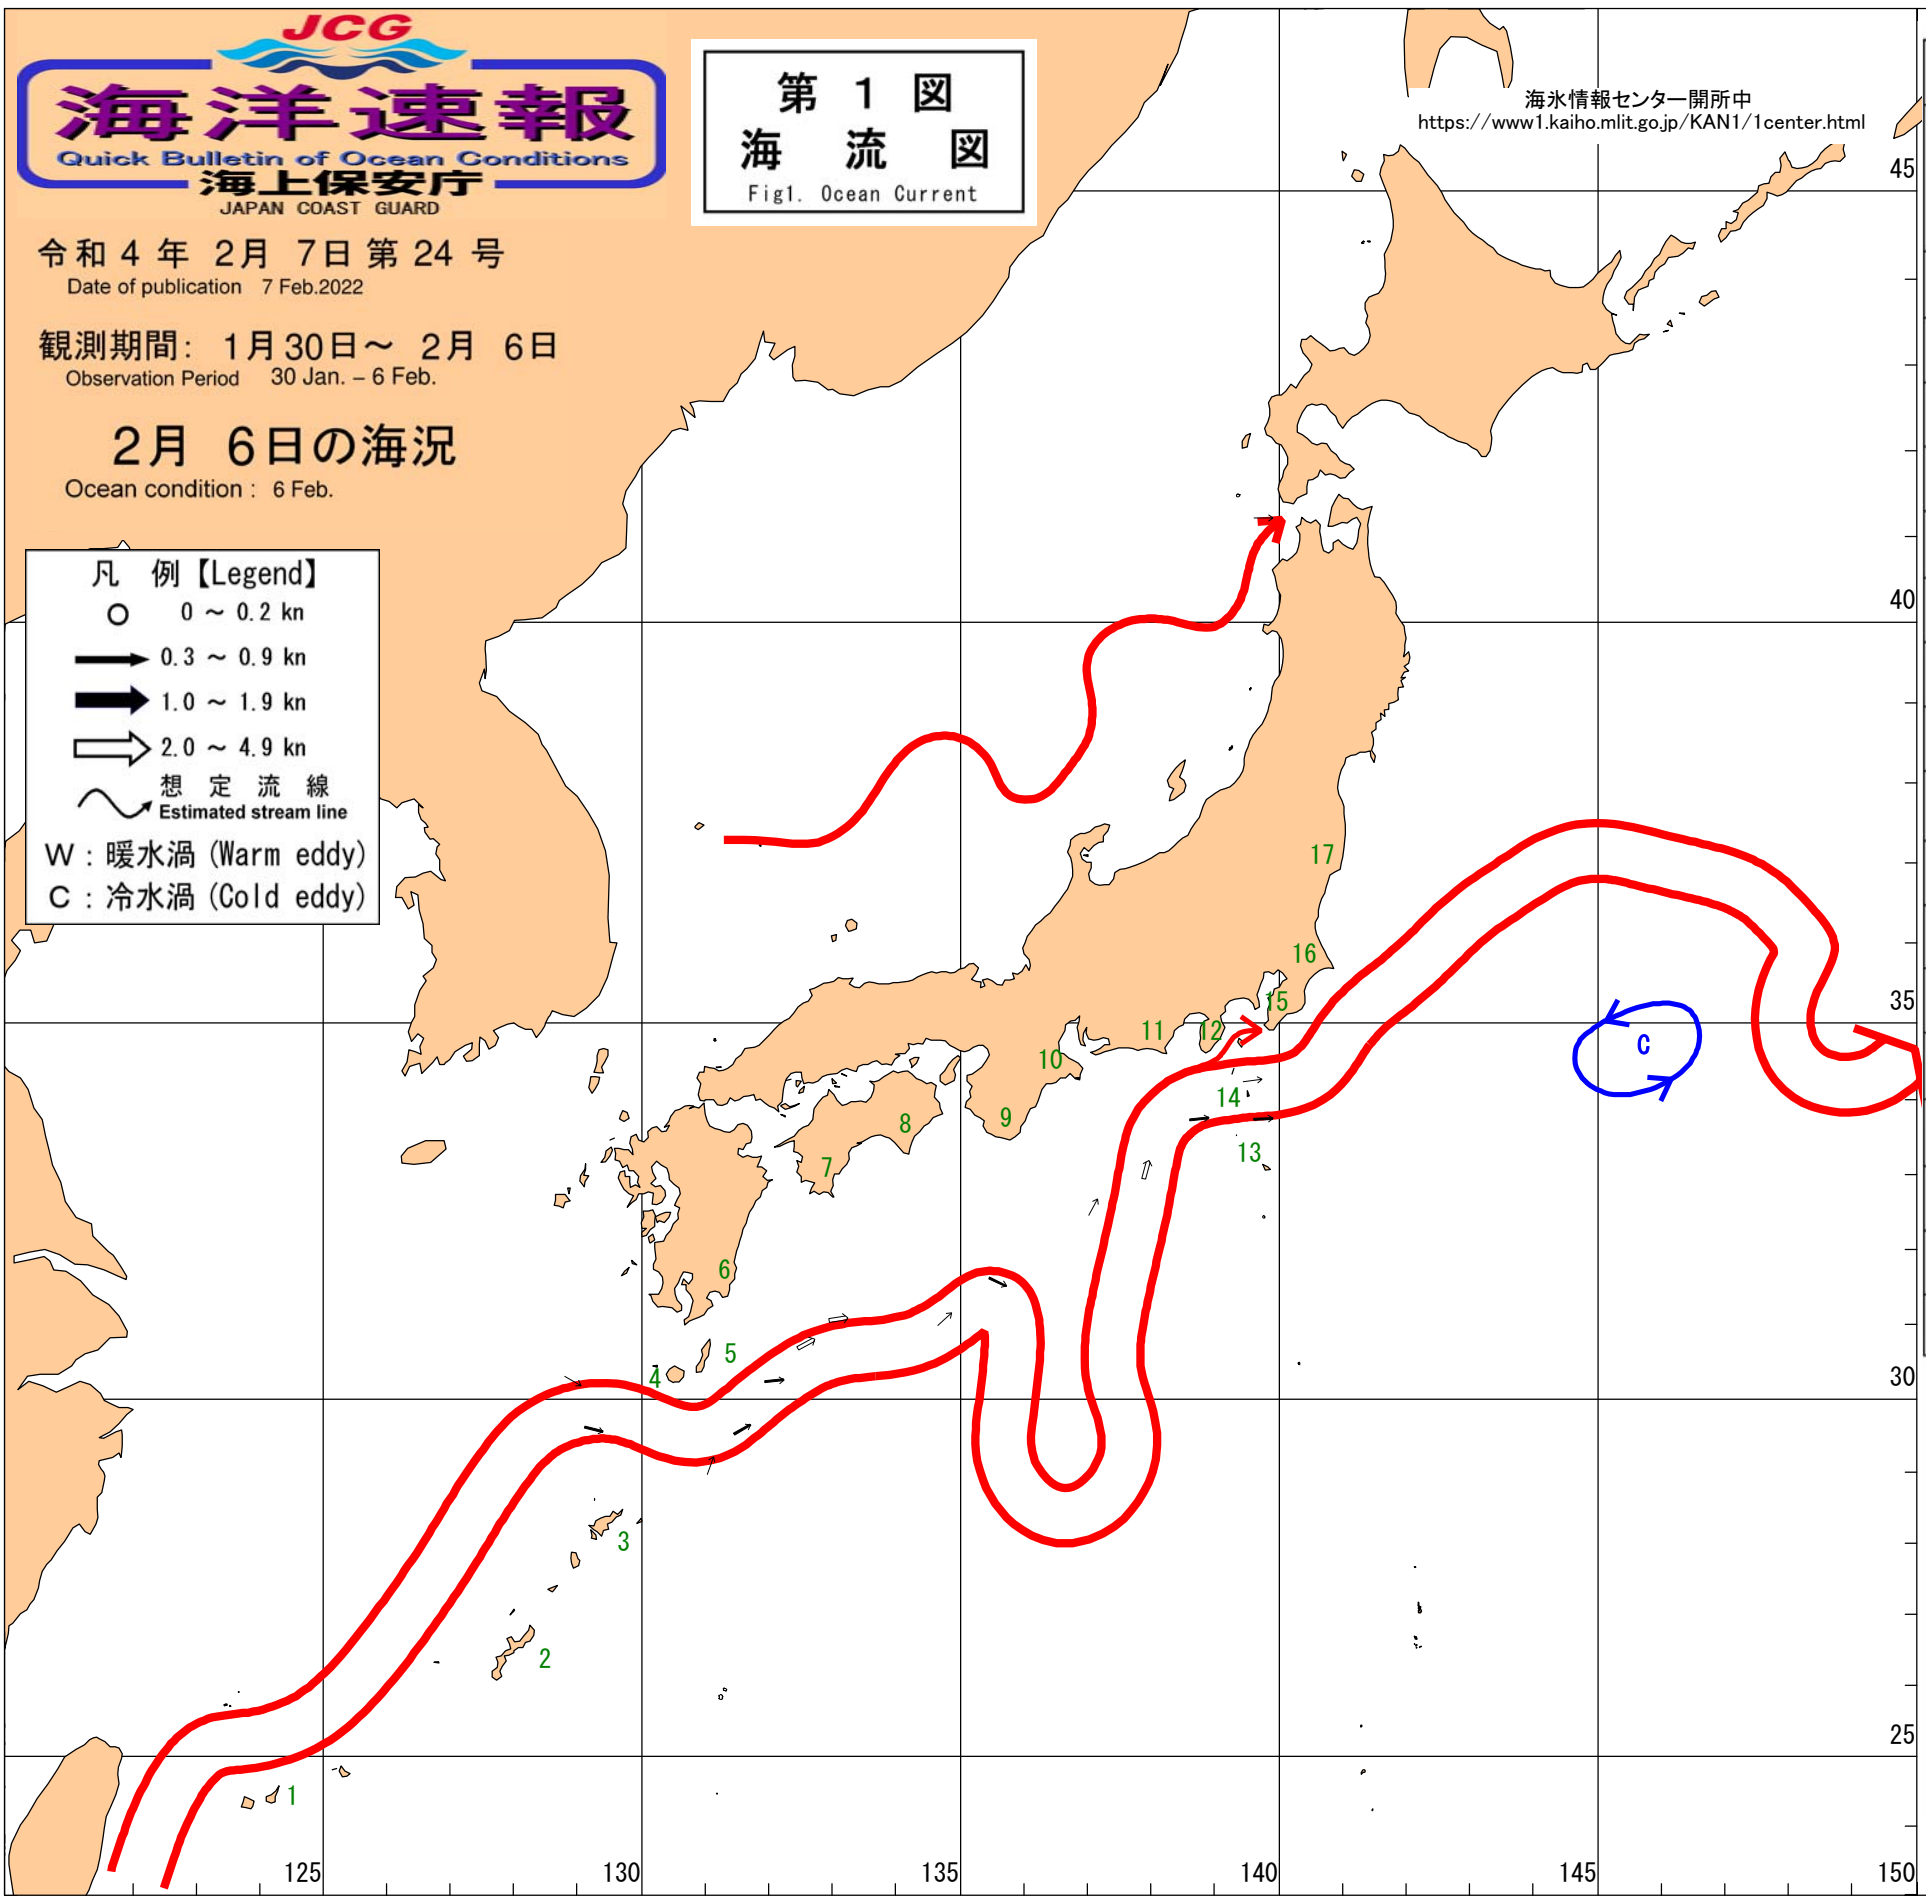 JCG
海洋速報
Quick Bulletin of Ocean Conditions
海上保安庁
JAPAN COAST GUARD
第 1 図
海 流 図
Fig1. Ocean Current
海氷情報センター開所中
https://www1.kaiho.mlit.go.jp/KAN1/1center.html
令和 4 年 2月 7日 第 24 号
Date of publication 7 Feb.2022
観測期間: 1月30日～ 2月 6日
Observation Period 30 Jan. – 6 Feb.
2月 6日の海況
Ocean condition : 6 Feb.
凡 例【Legend】
0 ～ 0.2 kn
0.3 ～ 0.9 kn
1.0 ～ 1.9 kn
2.0 ～ 4.9 kn
想 定 流 線
Estimated stream line
W : 暖水渦 (Warm eddy)
C : 冷水渦 (Cold eddy)
45
40
35
30
25
17
16
15
12
11
10
14
13
9
8
7
6
5
4
3
2
1
C
125
130
135
140
145
150